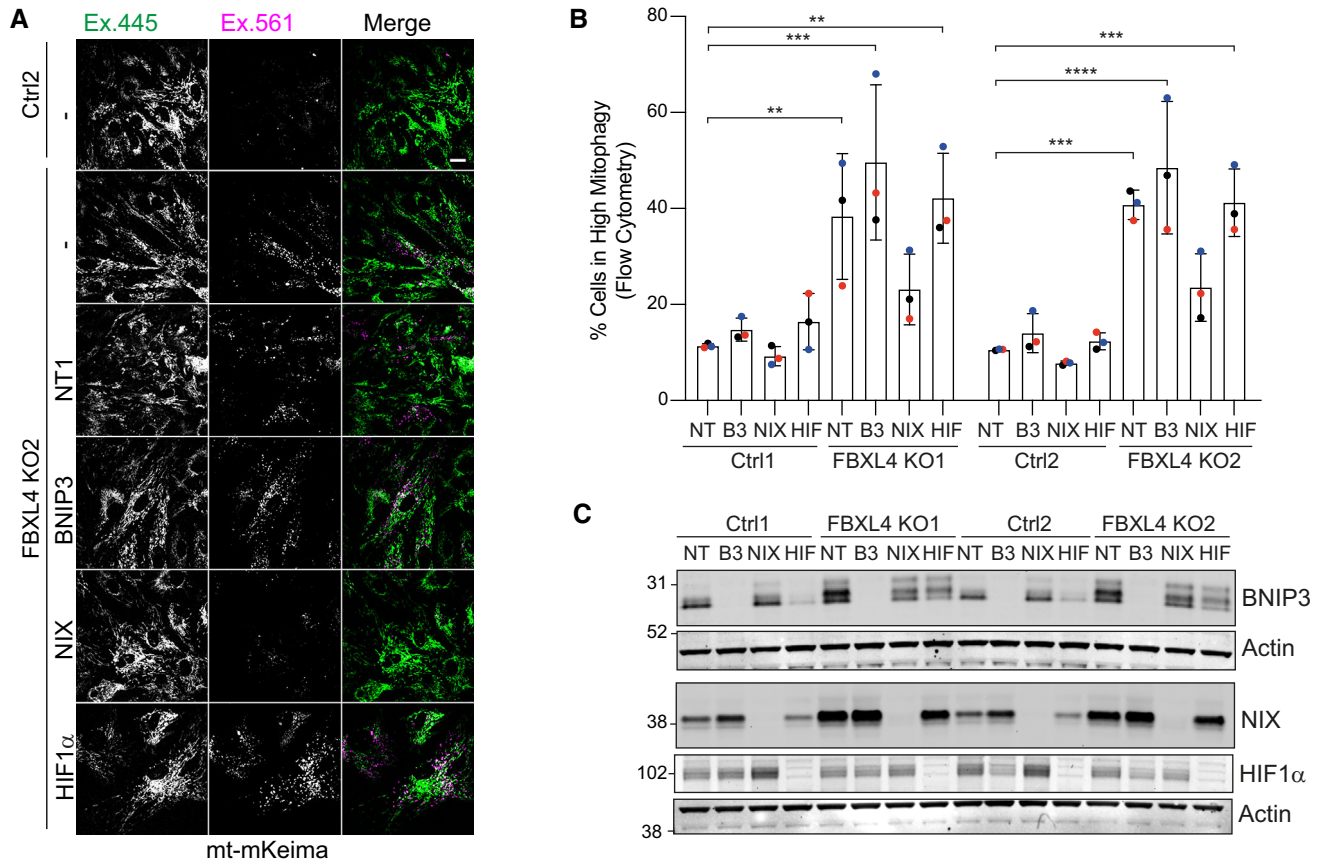 A
Ex.445 Ex.561 Merge
Ctrl2
-
FBXL4 KO2
-
NT1
BNIP3
NIX
HIF1α
mt-mKeima
B
% Cells in High Mitophagy
(Flow Cytometry)
80
60
40
20
0
** 
***
**
***
****
***
NT B3 NIX HIF NT B3 NIX HIF NT B3 NIX HIF NT B3 NIX HIF
Ctrl1 FBXL4 KO1 Ctrl2 FBXL4 KO2
C
Ctrl1 FBXL4 KO1 Ctrl2 FBXL4 KO2
NT B3 NIX HIF NT B3 NIX HIF NT B3 NIX HIF NT B3 NIX HIF
31 BNIP3
52
Actin
38 NIX
102 HIF1α
Actin
38